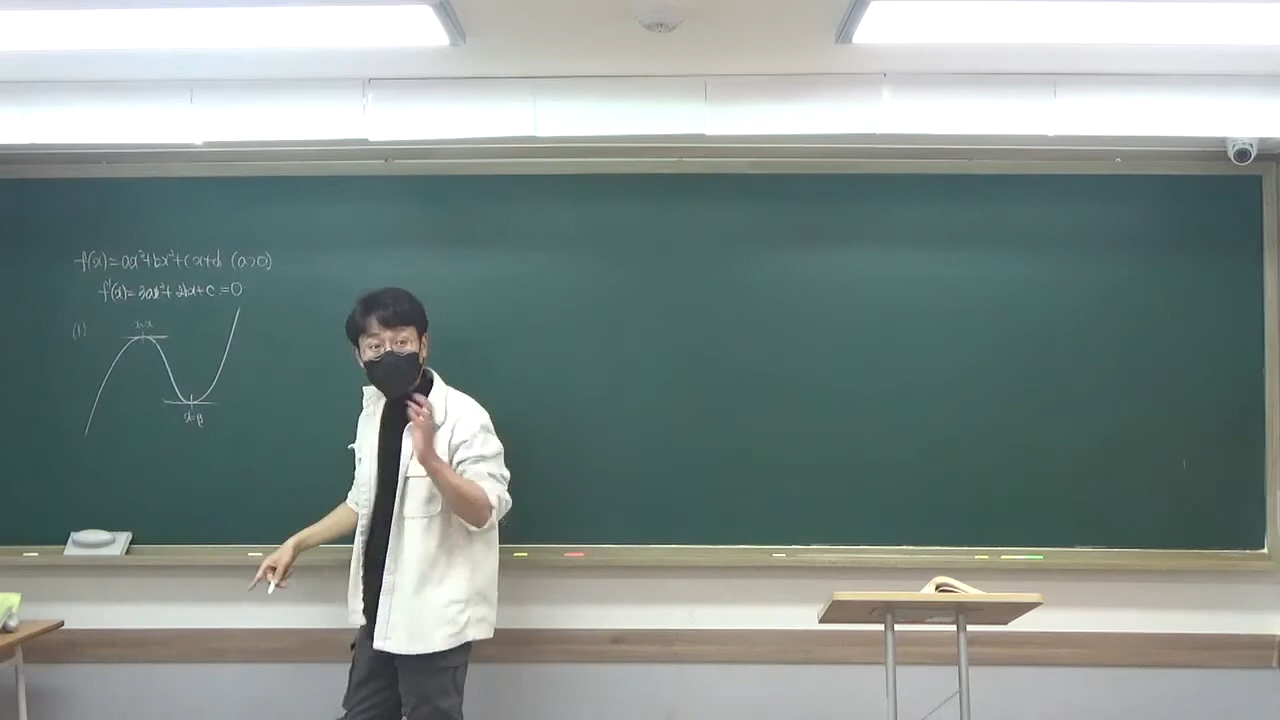 f(x)=ax³+bx²+cx+d (a>0)
f'(x)=3ax²+2bx+c=0
(1)
x=α
x=β